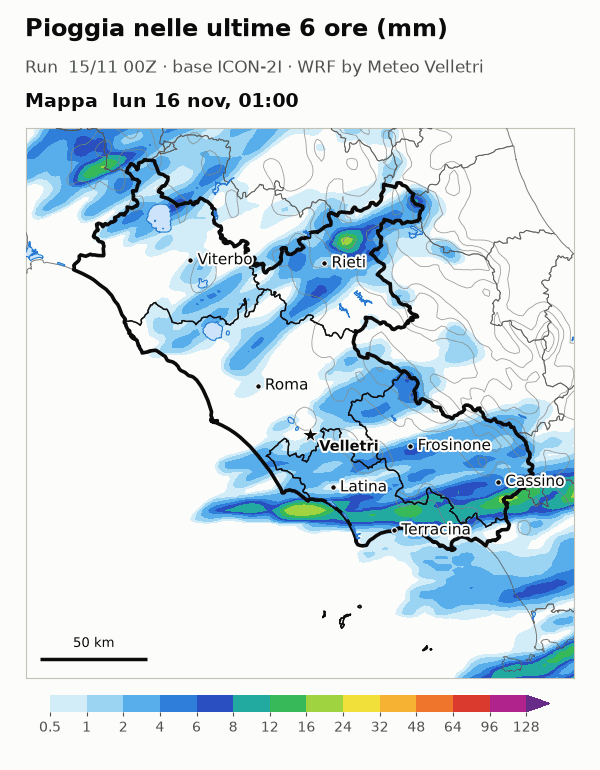 Pioggia nelle ultime 6 ore (mm)
Run  15/11 00Z · base ICON-2I · WRF by Meteo Velletri
Mappa  lun 16 nov, 01:00
Viterbo
Rieti
Roma
Velletri
Frosinone
Cassino
Latina
Terracina
50 km
0.5 1 2 4 6 8 12 16 24 32 48 64 96 128